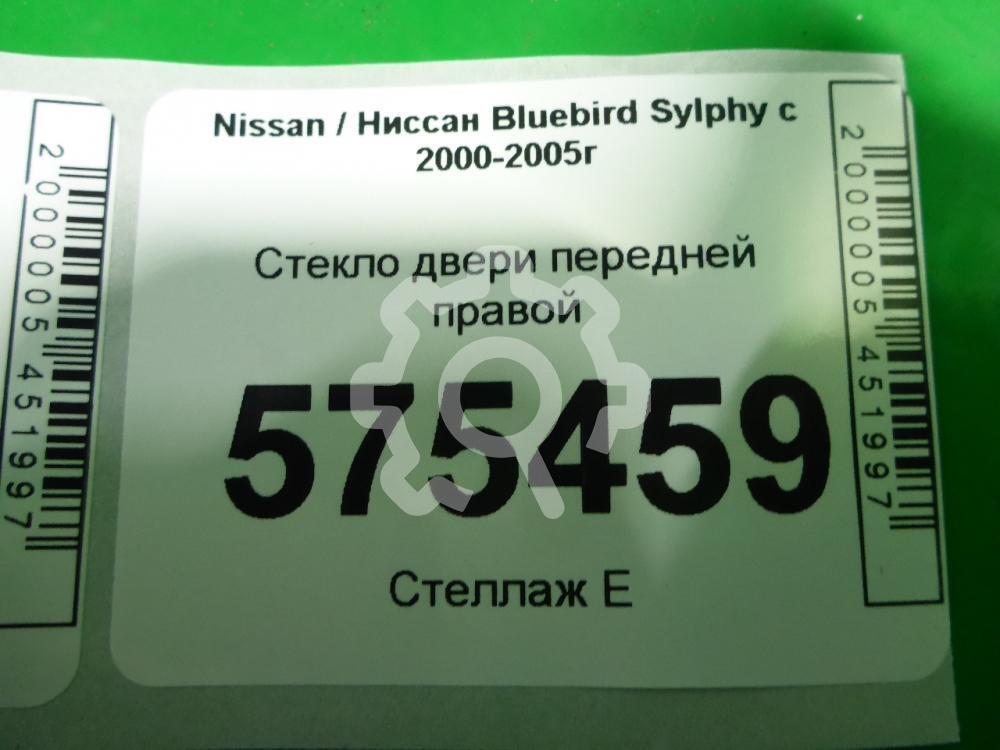 Nissan / Ниссан Bluebird Sylphy с
2000-2005г
Стекло двери передней
правой
575459
Стеллаж Е
2000005451997
2000005451997